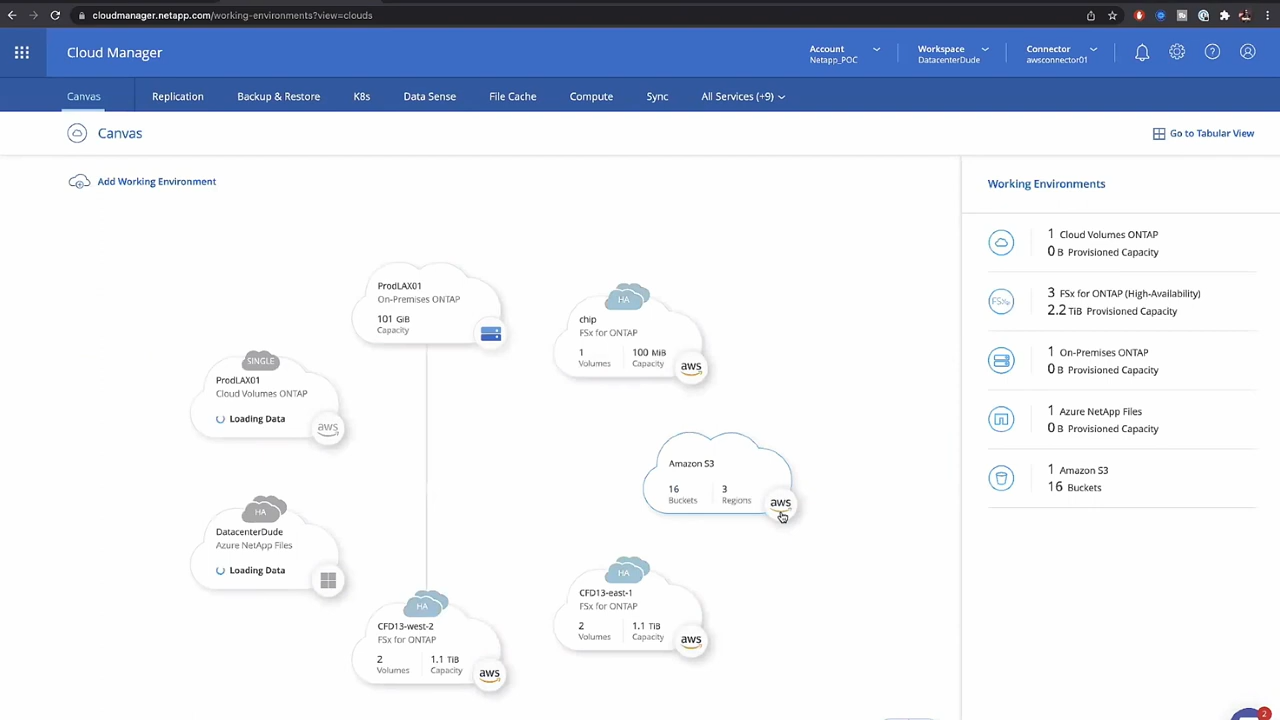 cloudmanager.netapp.com/working-environments?view=clouds
Cloud Manager
Account
Netapp_POC
Workspace
DatacenterDude
Connector
awsconnector01
Canvas
Replication
Backup & Restore
K8s
Data Sense
File Cache
Compute
Sync
All Services (+9)
Canvas
Go to Tabular View
Add Working Environment
ProdLAX01
On-Premises ONTAP
101 GiB
Capacity
HA
chip
FSx for ONTAP
1 100 MiB
Volumes Capacity
aws
SINGLE
ProdLAX01
Cloud Volumes ONTAP
Loading Data
aws
Amazon S3
16 3
Buckets Regions
aws
HA
DatacenterDude
Azure NetApp Files
Loading Data
HA
CFD13-east-1
FSx for ONTAP
2 1.1 TiB
Volumes Capacity
aws
HA
CFD13-west-2
FSx for ONTAP
2 1.1 TiB
Volumes Capacity
aws
Working Environments
1 Cloud Volumes ONTAP
0 B Provisioned Capacity
FSx
3 FSx for ONTAP (High-Availability)
2.2 TiB Provisioned Capacity
1 On-Premises ONTAP
0 B Provisioned Capacity
1 Azure NetApp Files
0 B Provisioned Capacity
1 Amazon S3
16 Buckets
2